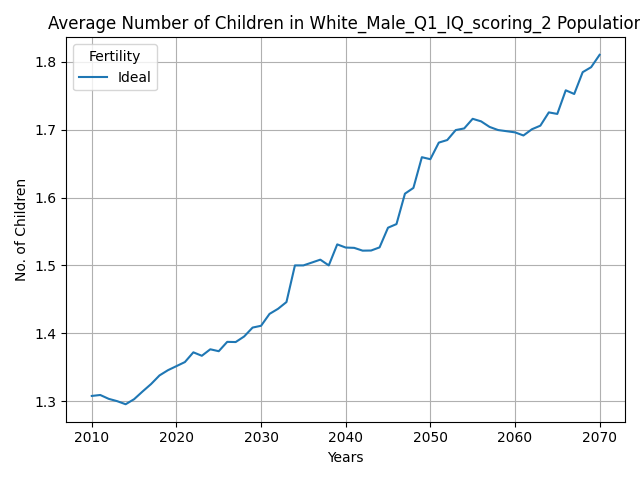 Average Number of Children in White_Male_Q1_IQ_scoring_2 Population
Fertility
Ideal
No. of Children
1.8
1.7
1.6
1.5
1.4
1.3
2010 2020 2030 2040 2050 2060 2070
Years